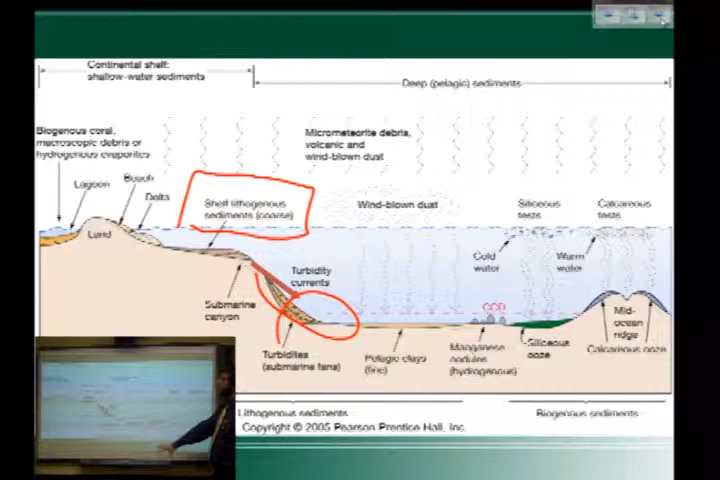 Continental shelf:
shallow-water sediments
Deep (pelagic) sediments
Biogenous coral,
macroscopic debris or
hydrogenous evaporites
Micrometeorite debris,
volcanic and
wind-blown dust
Lagoon
Beach
Delta
Land
Shelf lithogenous
sediments (coarse)
Wind-blown dust
Siliceous
tests
Calcareous
tests
Cold
water
Warm
water
Turbidity
currents
Submarine
canyon
CCD
Mid-
ocean
ridge
Turbidites
(submarine fans)
Pelagic clays
(fine)
Manganese
nodules
(hydrogenous)
Siliceous
ooze
Calcareous ooze
Lithogenous sediments
Biogenous sediments
Copyright © 2005 Pearson Prentice Hall, Inc.